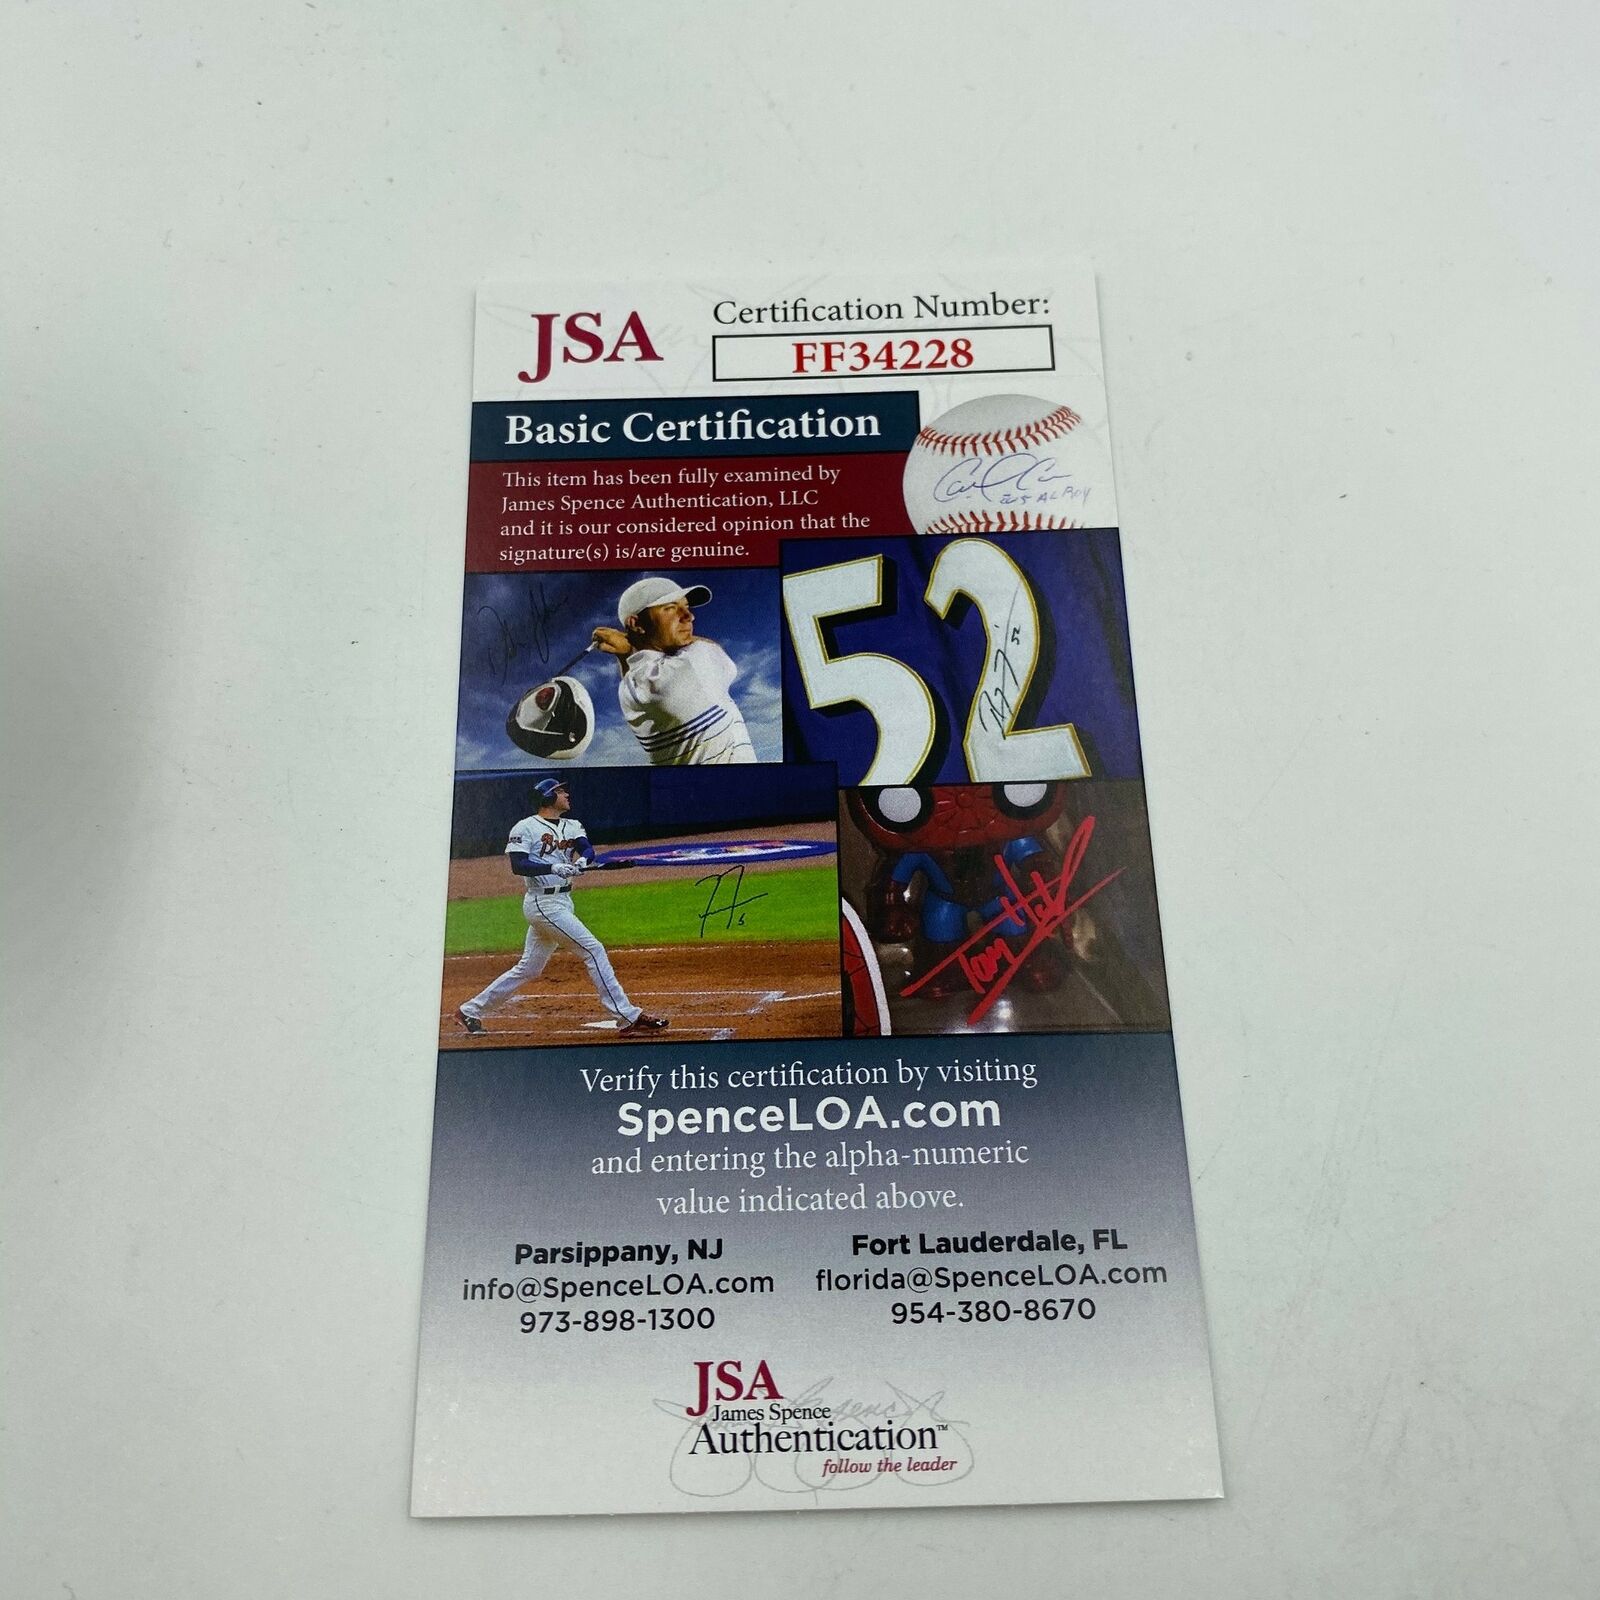 JSA
Certification Number:
FF34228
Basic Certification
This item has been fully examined by
James Spence Authentication, LLC
and it is our considered opinion that the
signature(s) is/are genuine.
52
52
Verify this certification by visiting
SpenceLOA.com
and entering the alpha-numeric
value indicated above.
Parsippany, NJ
info@SpenceLOA.com
973-898-1300
Fort Lauderdale, FL
florida@SpenceLOA.com
954-380-8670
JSA
James Spence
Authentication™
follow the leader